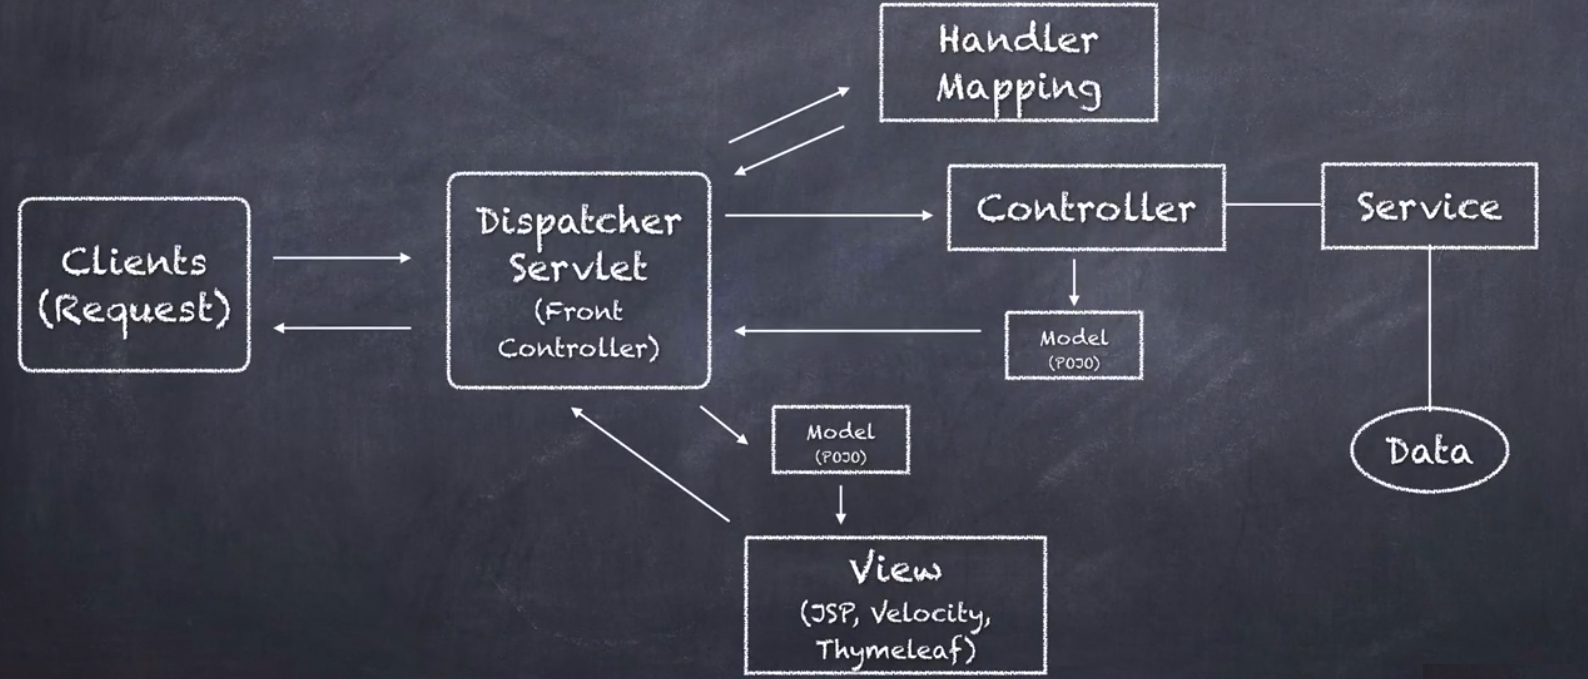 Handler
Mapping
Clients
(Request)
Dispatcher
Servlet
(Front
Controller)
Controller
Service
Model
(POJO)
Model
(POJO)
Data
View
(JSP, Velocity,
Thymeleaf)